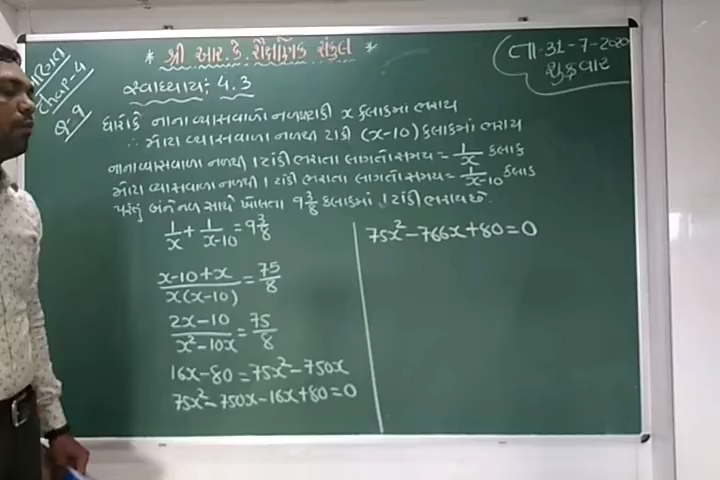 * શ્રી આર.કે. શૈક્ષણિક સંકુલ *
તા-31-7-2020
શુક્રવાર
ગણિત
Chap-4
Q-9
સ્વાધ્યાય: 4.3
ધારોકે નાના વ્યાસવાળો નળ ટાંકી x કલાકમાં ભરાય
∴ મોટા વ્યાસવાળા નળથી ટાંકી (x-10) કલાકમાં ભરાય
નાના વ્યાસવાળા નળથી 1 ટાંકી ભરાતા લાગતો સમય = 1/x કલાક
મોટા વ્યાસવાળા નળથી 1 ટાંકી ભરાતા લાગતો સમય = 1/x-10 કલાક
પરંતુ બંને નળ સાથે ખોલતા 9 3/8 કલાકમાં 1 ટાંકી ભરાય છે.
1/x + 1/x-10 = 9 3/8
x-10+x / x(x-10) = 75/8
2x-10 / x²-10x = 75/8
16x-80 = 75x²-750x
75x²-750x-16x+80=0
75x²-766x+80=0